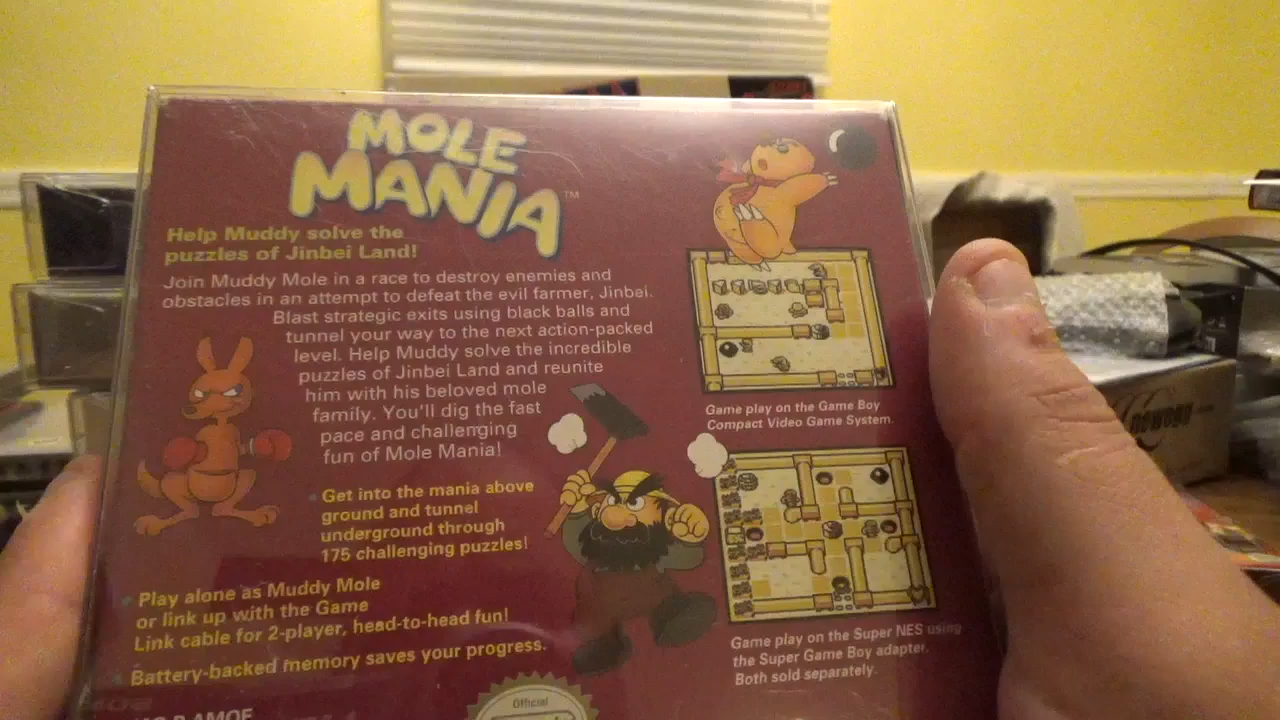 MOLE
MANIA™
Help Muddy solve the
puzzles of Jinbei Land!
Join Muddy Mole in a race to destroy enemies and
obstacles in an attempt to defeat the evil farmer, Jinbei.
Blast strategic exits using black balls and
tunnel your way to the next action-packed
level. Help Muddy solve the incredible
puzzles of Jinbei Land and reunite
him with his beloved mole
family. You'll dig the fast
pace and challenging
fun of Mole Mania!
• Get into the mania above
ground and tunnel
underground through
175 challenging puzzles!
• Play alone as Muddy Mole
or link up with the Game
Link cable for 2-player, head-to-head fun!
• Battery-backed memory saves your progress.
Game play on the Game Boy
Compact Video Game System.
Game play on the Super NES using
the Super Game Boy adapter.
Both sold separately.
Official